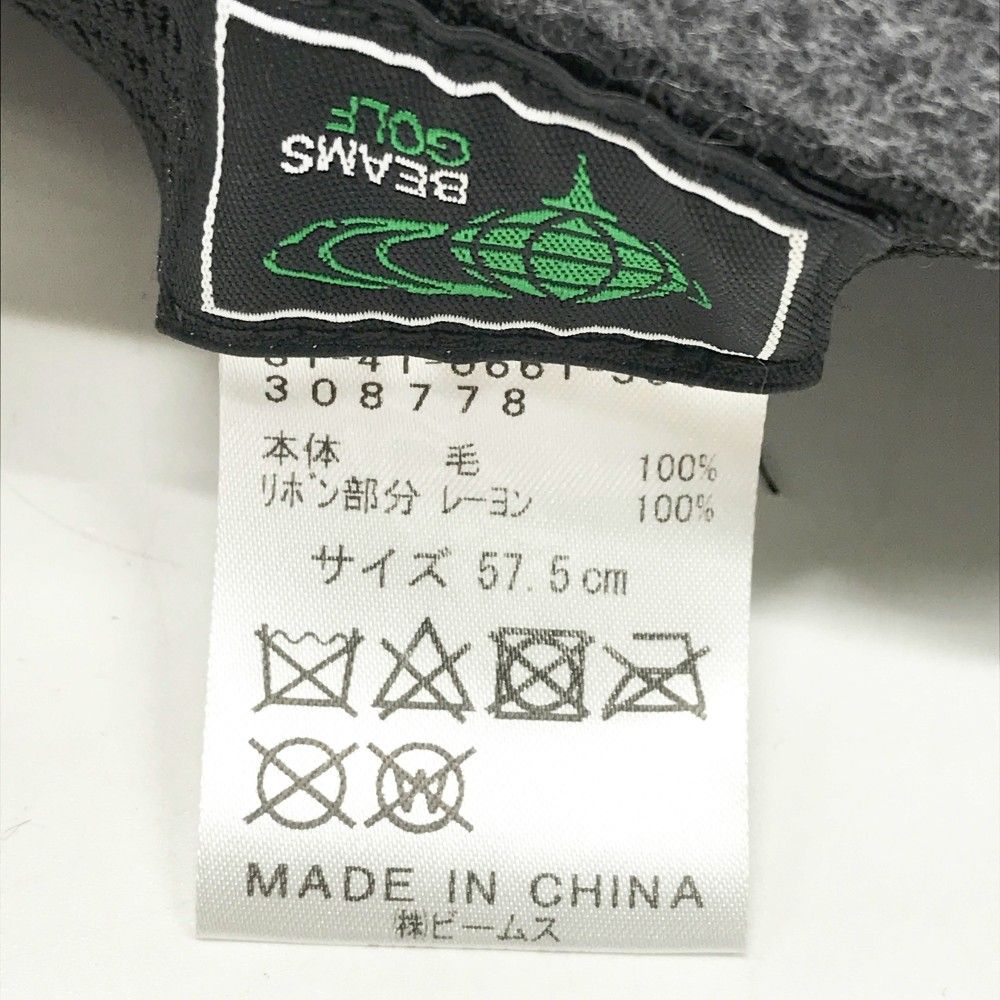 BEAMS
GOLF
308778
本体 毛 100%
リボン部分 レーヨン 100%
サイズ 57.5cm
W
MADE IN CHINA
㈱ビームス